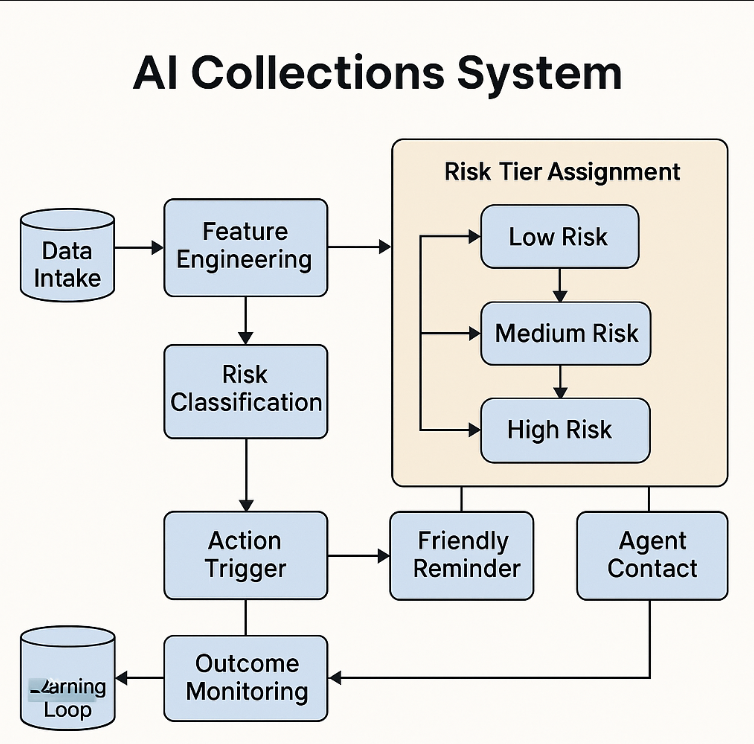 AI Collections System
Risk Tier Assignment
Data
Intake
Feature
Engineering
Low Risk
Medium Risk
High Risk
Risk
Classification
Action
Trigger
Friendly
Reminder
Agent
Contact
Outcome
Monitoring
Loop